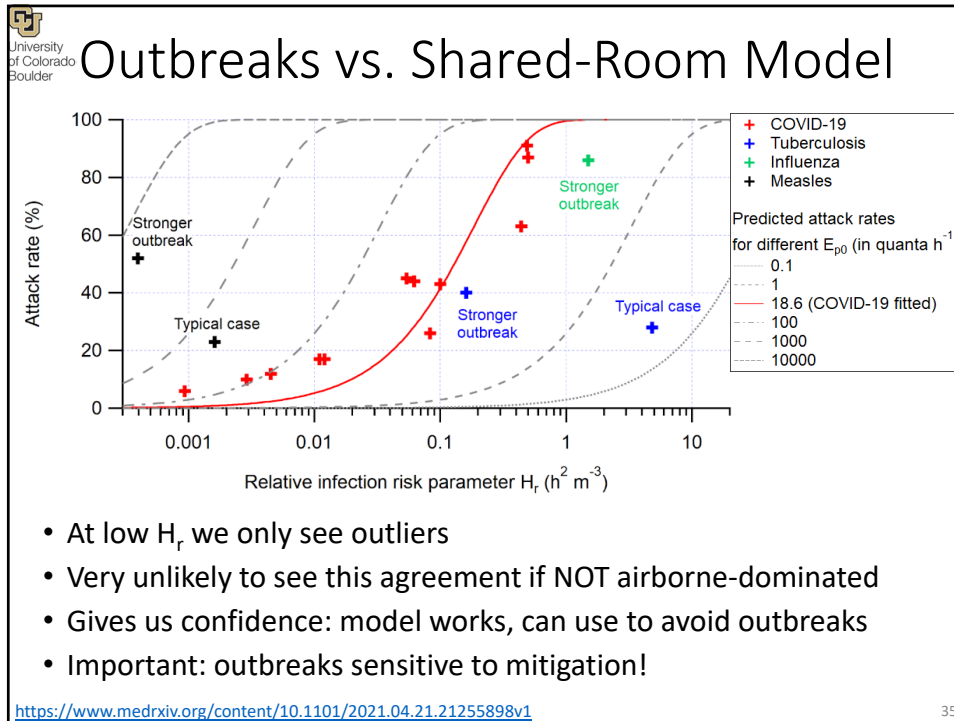 University
of Colorado
Boulder
Outbreaks vs. Shared-Room Model
100
80
60
40
20
0
Attack rate (%)
0.001
0.01
0.1
1
10
Relative infection risk parameter Hᵣ (h² m⁻³)
Stronger
outbreak
Typical case
Stronger
outbreak
Stronger
outbreak
Typical case
COVID-19
Tuberculosis
Influenza
Measles
Predicted attack rates
for different Eₚ₀ (in quanta h⁻¹
0.1
1
18.6 (COVID-19 fitted)
100
1000
10000
• At low Hᵣ we only see outliers
• Very unlikely to see this agreement if NOT airborne-dominated
• Gives us confidence: model works, can use to avoid outbreaks
• Important: outbreaks sensitive to mitigation!
https://www.medrxiv.org/content/10.1101/2021.04.21.21255898v1
35